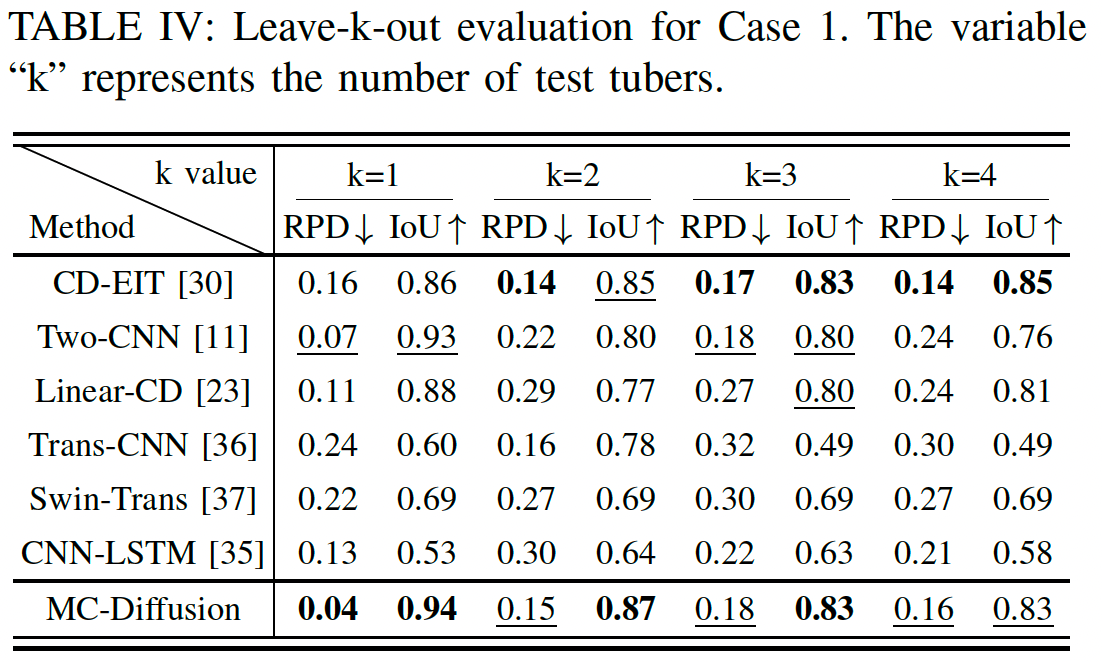 TABLE IV: Leave-k-out evaluation for Case 1. The variable
“k” represents the number of test tubers.
k value k=1 k=2 k=3 k=4
Method RPD↓ IoU↑ RPD↓ IoU↑ RPD↓ IoU↑ RPD↓ IoU↑
CD-EIT [30] 0.16 0.86 0.14 0.85 0.17 0.83 0.14 0.85
Two-CNN [11] 0.07 0.93 0.22 0.80 0.18 0.80 0.24 0.76
Linear-CD [23] 0.11 0.88 0.29 0.77 0.27 0.80 0.24 0.81
Trans-CNN [36] 0.24 0.60 0.16 0.78 0.32 0.49 0.30 0.49
Swin-Trans [37] 0.22 0.69 0.27 0.69 0.30 0.69 0.27 0.69
CNN-LSTM [35] 0.13 0.53 0.30 0.64 0.22 0.63 0.21 0.58
MC-Diffusion 0.04 0.94 0.15 0.87 0.18 0.83 0.16 0.83